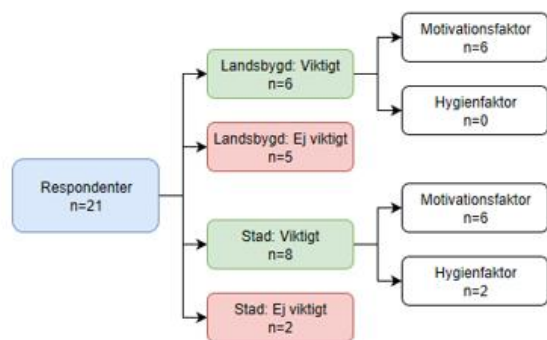 Respondenter
n=21
Landsbygd: Viktigt
n=6
Motivationsfaktor
n=6
Hygienfaktor
n=0
Landsbygd: Ej viktigt
n=5
Stad: Viktigt
n=8
Motivationsfaktor
n=6
Hygienfaktor
n=2
Stad: Ej viktigt
n=2